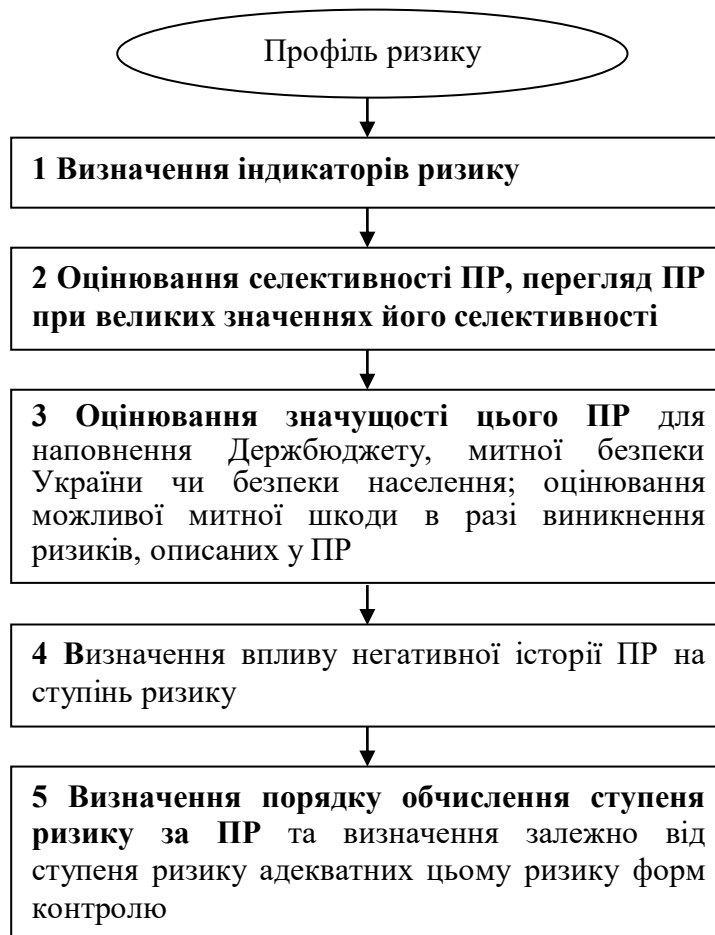 Профіль ризику
1 Визначення індикаторів ризику
2 Оцінювання селективності ПР, перегляд ПР
при великих значеннях його селективності
3 Оцінювання значущості цього ПР для
наповнення Держбюджету, митної безпеки
України чи безпеки населення; оцінювання
можливої митної шкоди в разі виникнення
ризиків, описаних у ПР
4 Визначення впливу негативної історії ПР на
ступінь ризику
5 Визначення порядку обчислення ступеня
ризику за ПР та визначення залежно від
ступеня ризику адекватних цьому ризику форм
контролю